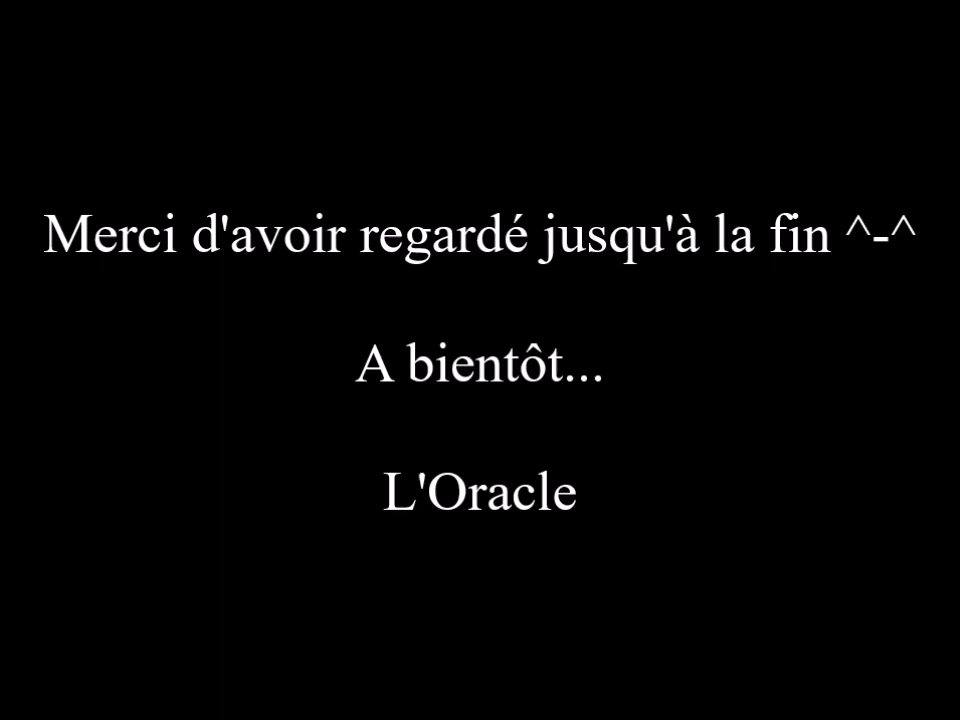 Merci d'avoir regardé jusqu'à la fin ^-^
A bientôt...
L'Oracle